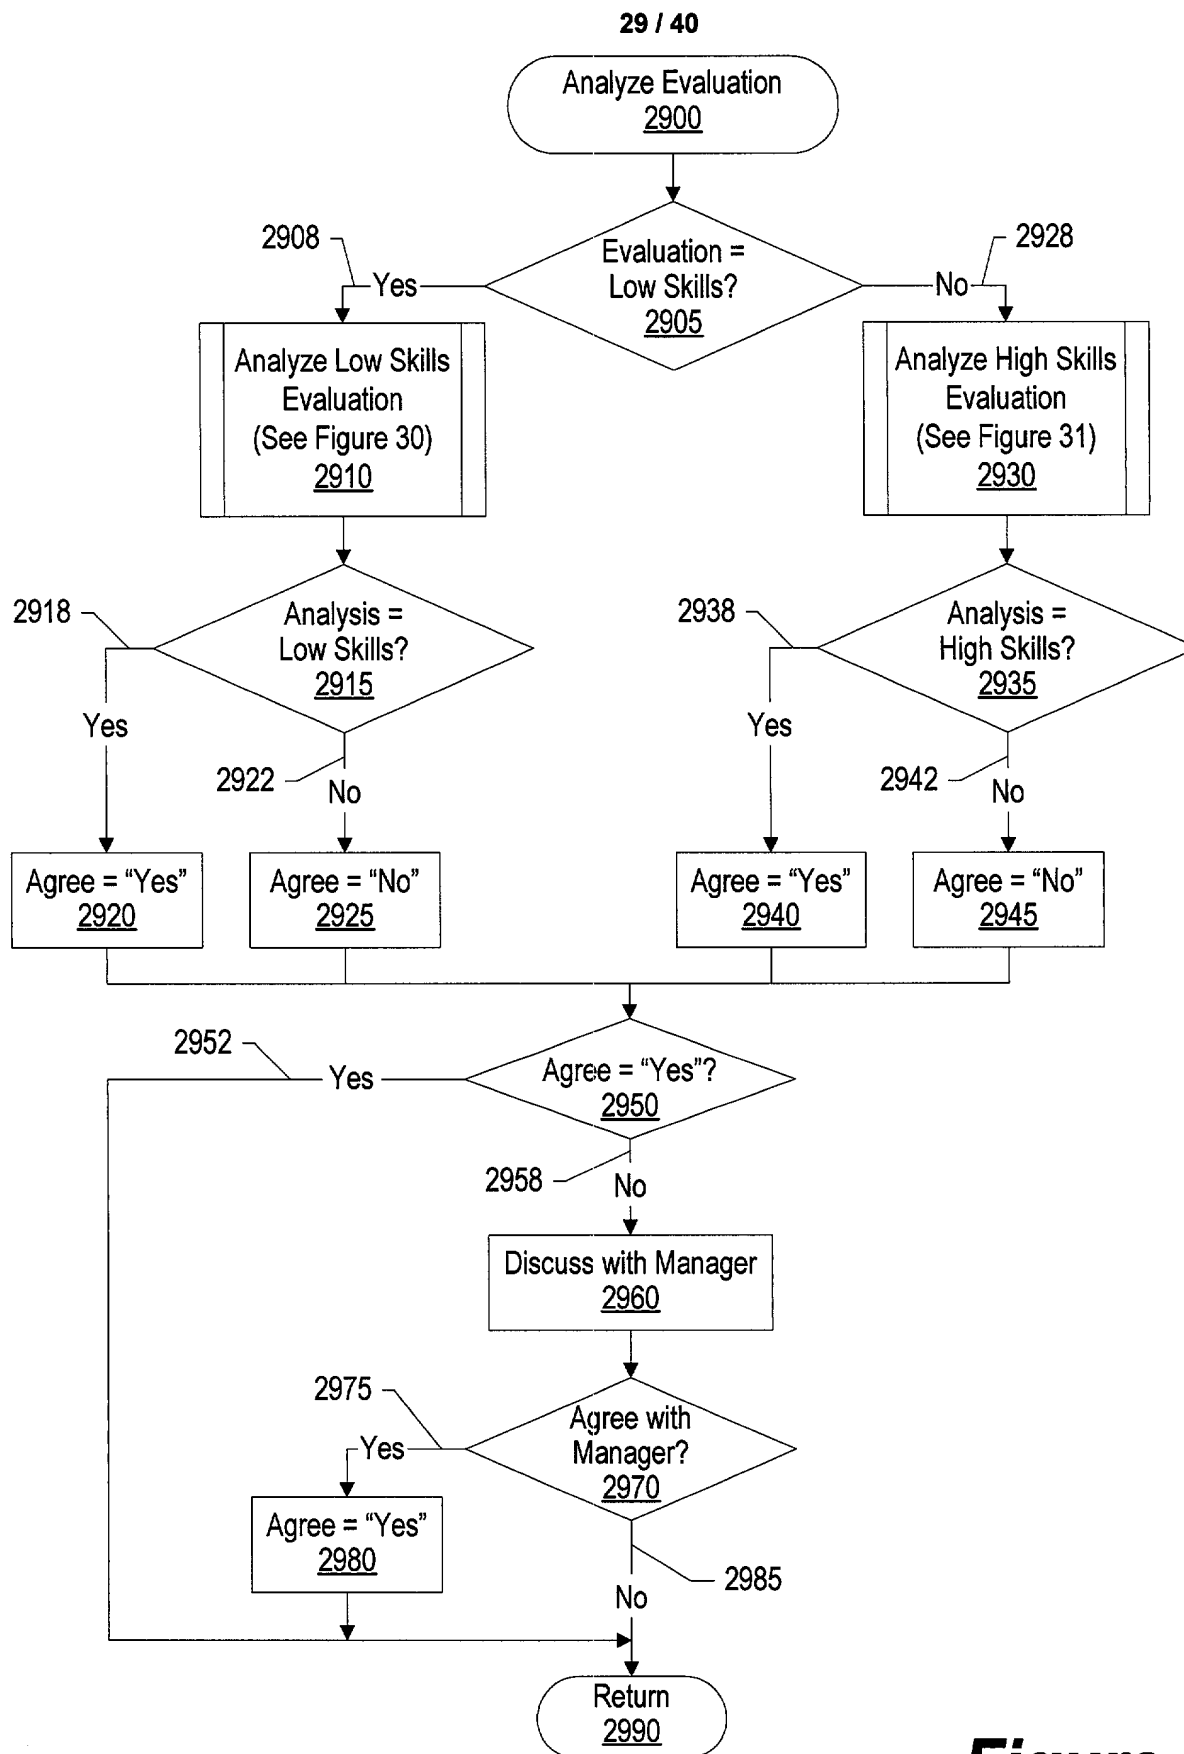 29 / 40
Analyze Evaluation
2900
2908
2928
Evaluation =
Low Skills?
2905
Yes
No
Analyze Low Skills
Evaluation
(See Figure 30)
2910
Analyze High Skills
Evaluation
(See Figure 31)
2930
2918
Analysis =
Low Skills?
2915
2938
Analysis =
High Skills?
2935
Yes
2922
No
Yes
2942
No
Agree = “Yes”
2920
Agree = “No”
2925
Agree = “Yes”
2940
Agree = “No”
2945
2952
Yes
Agree = “Yes”?
2950
2958
No
Discuss with Manager
2960
2975
Yes
Agree with
Manager?
2970
Agree = “Yes”
2980
2985
No
Return
2990